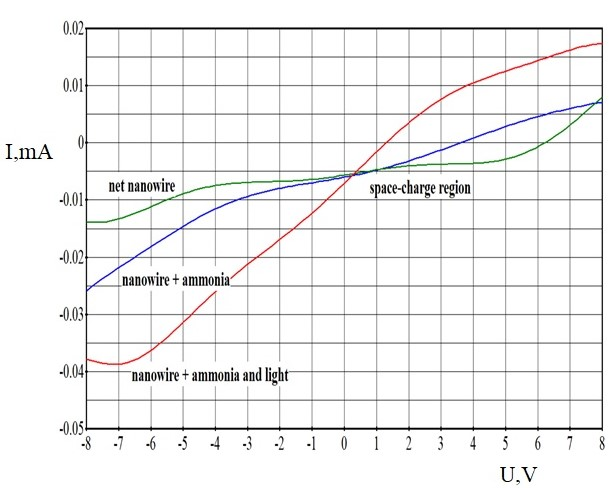 0.02
0.01
I,mA
0
net nanowire
space-charge region
-0.01
-0.02
nanowire + ammonia
-0.03
nanowire + ammonia and light
-0.04
-0.05
-8 -7 -6 -5 -4 -3 -2 -1 0 1 2 3 4 5 6 7 8
U,V